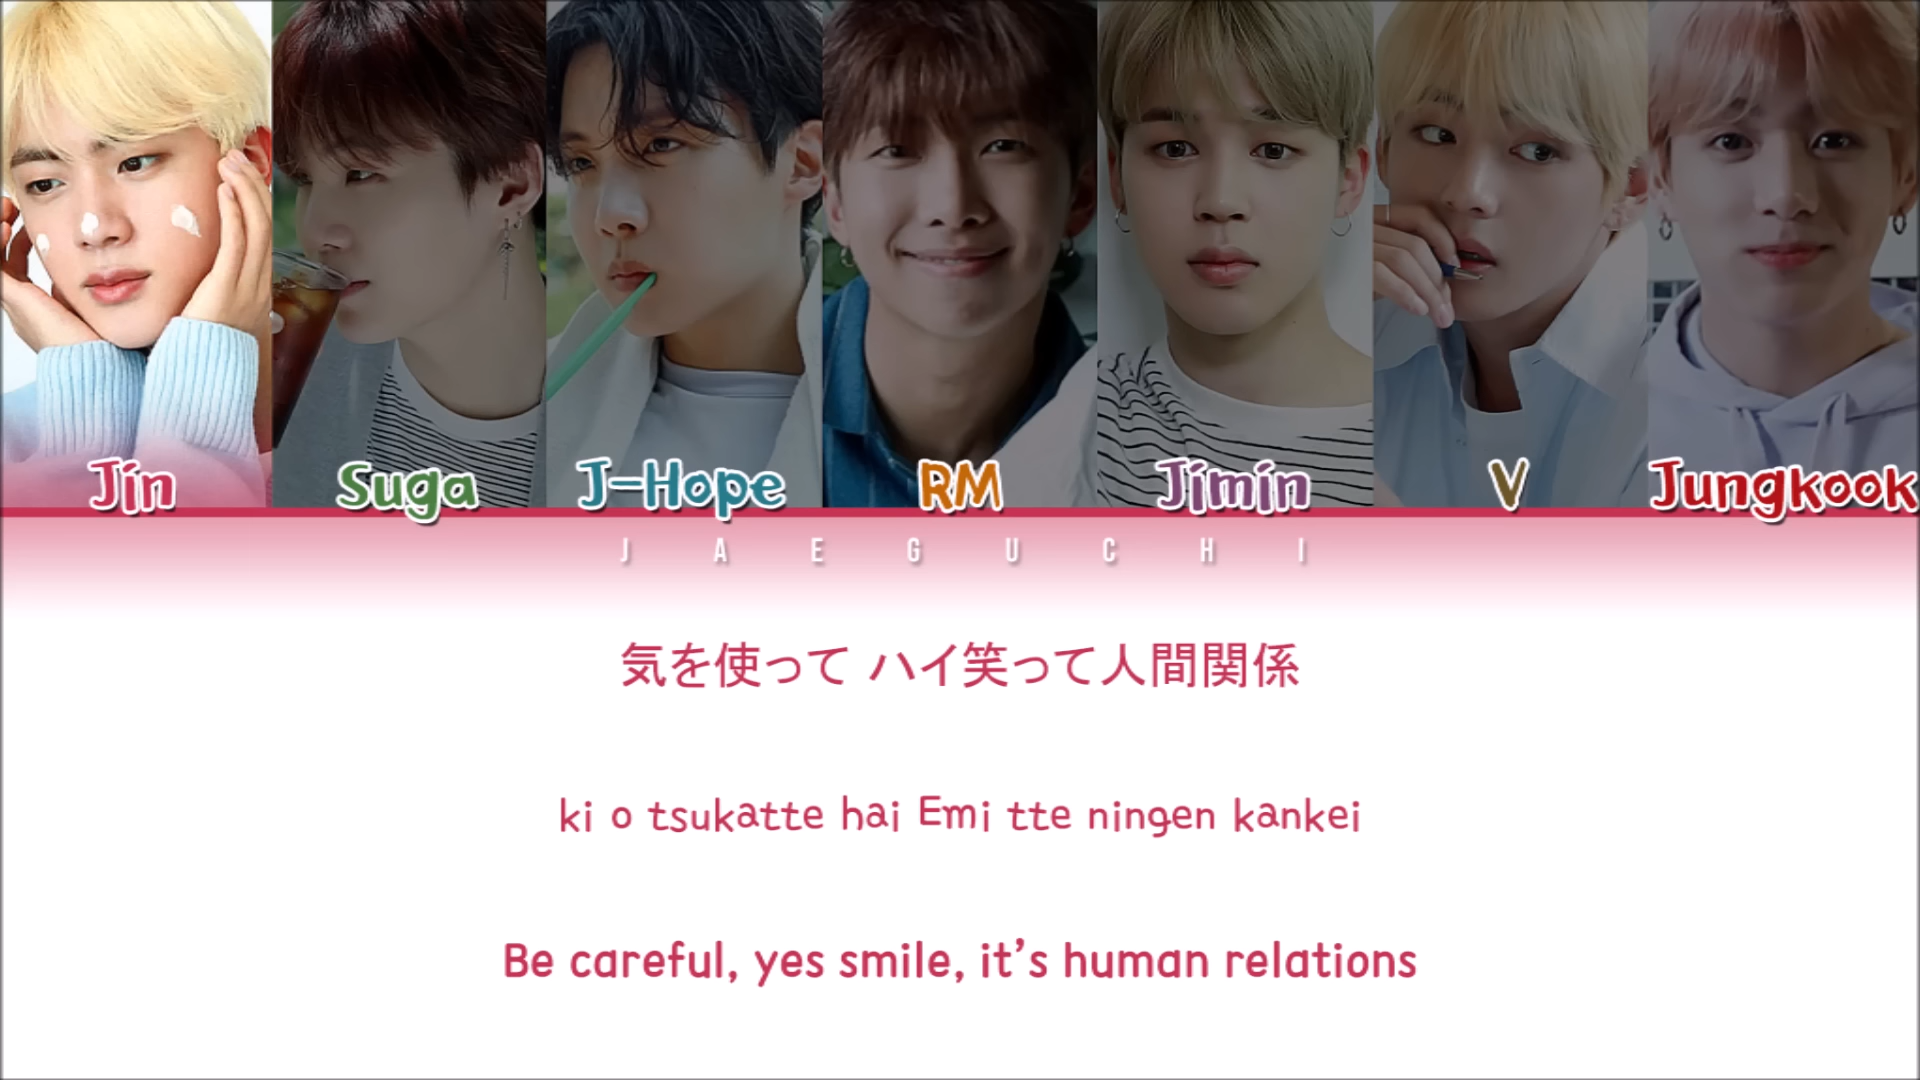 Jin Suga J-Hope RM Jimin V Jungkook
JAEGUCHI
気を使って ハイ笑って人間関係
ki o tsukatte hai Emi tte ningen kankei
Be careful, yes smile, it's human relations